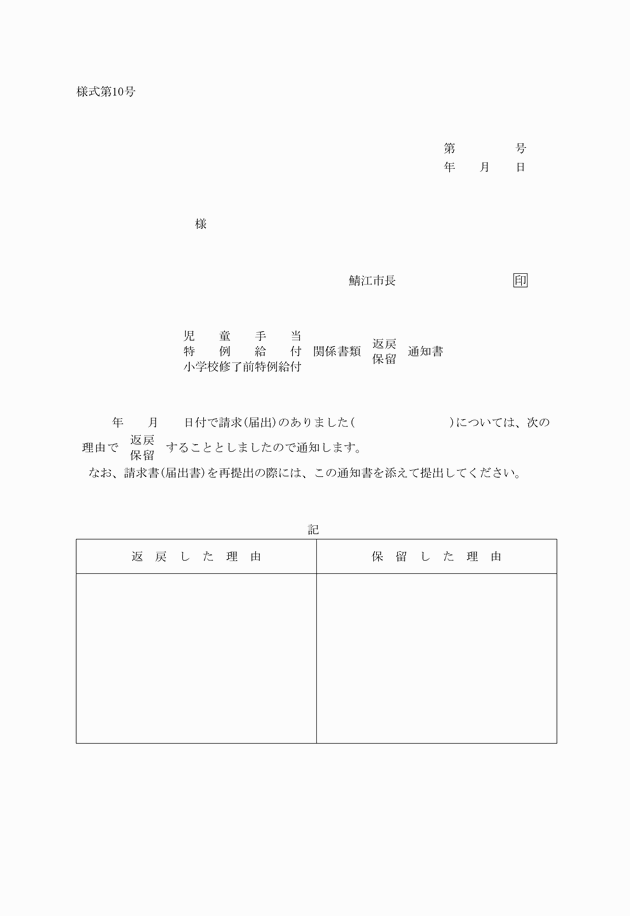 様式第10号
第　　　　　号
年　　月　　日
様
鯖江市長　　　　　　　　　　印
児　童　手　当
特　例　給　付　関係書類　返戻　通知書
保留
小学校修了前特例給付
年　　月　　日付で請求(届出)のありました(　　　　　　　　)については、次の
理由で　返戻　することとしましたので通知します。
保留
なお、請求書(届出書)を再提出の際には、この通知書を添えて提出してください。
記
返　戻　し　た　理　由　　　保　留　し　た　理　由